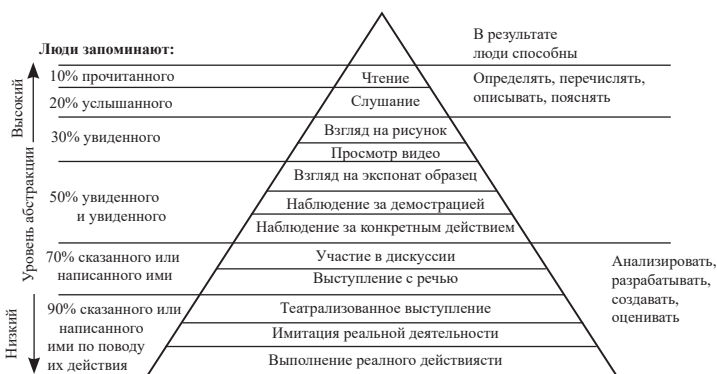 Люди запоминают:
В результате
люди способны
10% прочитанного
Чтение
Определять, перечислять,
описывать, пояснять
20% услышанного
Слушание
30% увиденного
Взгляд на рисунок
Просмотр видео
50% увиденного
и увиденного
Взгляд на экспонат образец
Наблюдение за демострацией
Наблюдение за конкретным действием
70% сказанного или
написанного ими
Участие в дискуссии
Выступление с речью
Анализировать,
разрабатывать,
создавать,
оценивать
90% сказанного или
написанного
ими по поводу
их действия
Театрализованное выступление
Имитация реальной деятельности
Выполнение реалного действиясти
Высокий
Уровень абстракции
Низкий